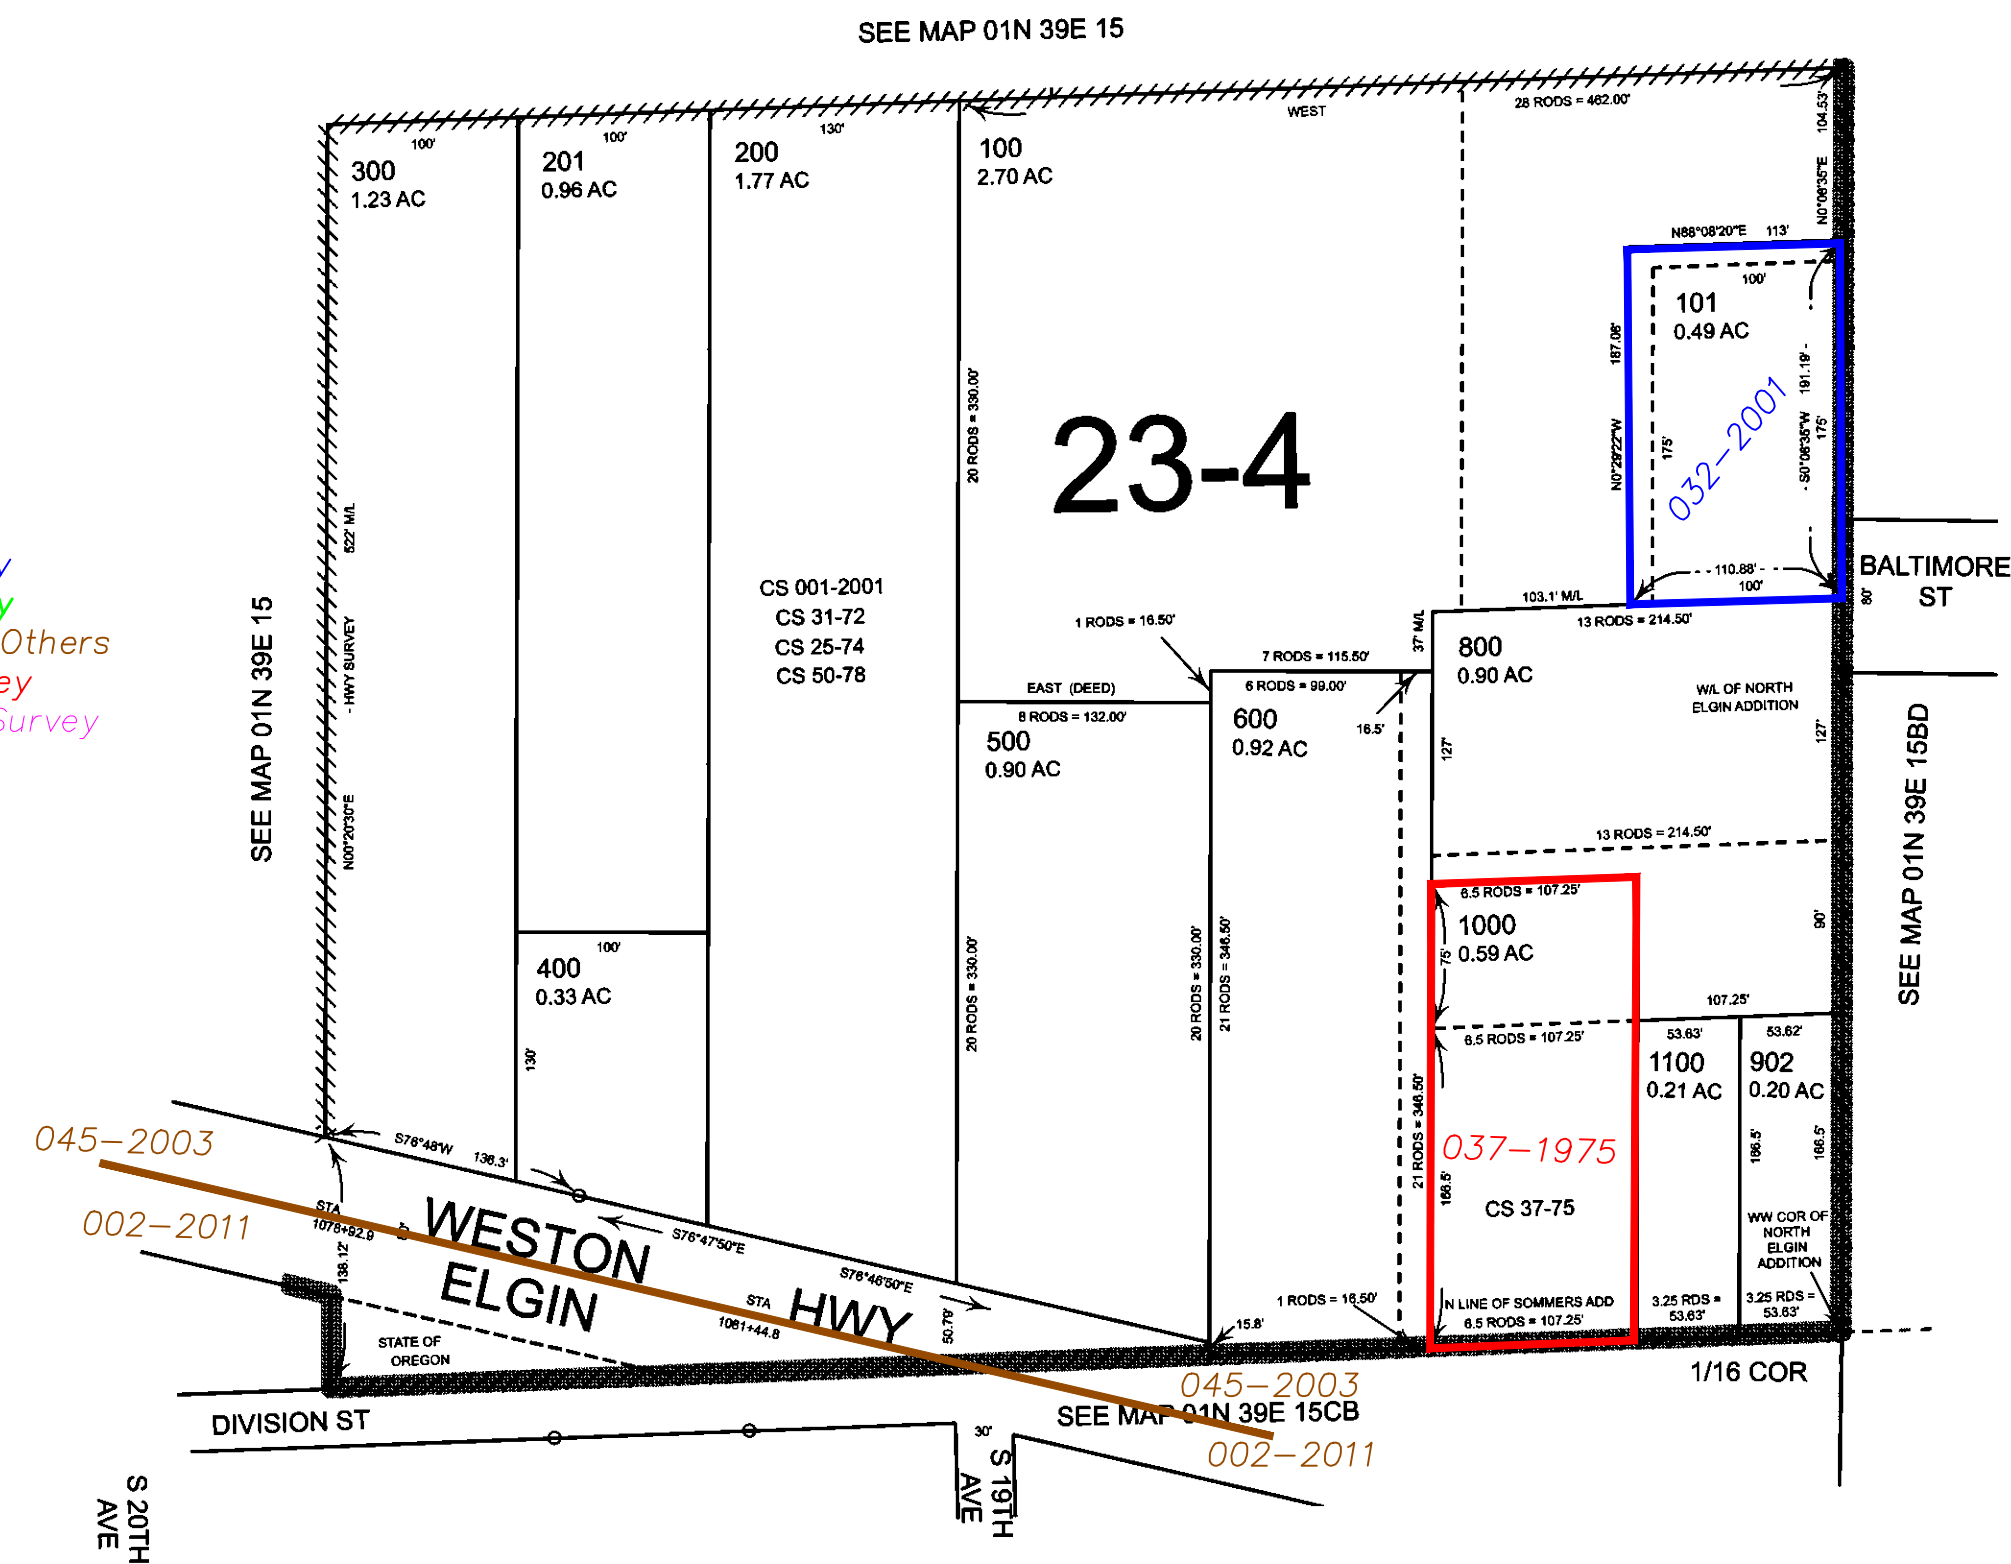 SEE MAP 01N 39E 15
28 RODS = 462.00'
WEST
104.53'
N0°06'35"E
100'
300
1.23 AC
100'
201
0.96 AC
130'
200
1.77 AC
100
2.70 AC
N88°08'20"E 113'
100'
101
0.49 AC
187.06'
N0°29'22"W
175'
032-2001
191.19'
S0°06'35"W
175'
110.88'
100'
20 RODS = 330.00'
23-4
522' M/L
- HWY SURVEY
N00°20'30"E
SEE MAP 01N 39E 15
y
y
Others
ey
Survey
CS 001-2001
CS 31-72
CS 25-74
CS 50-78
BALTIMORE
ST
80'
103.1' M/L
13 RODS = 214.50'
37' M/L
1 RODS = 16.50'
7 RODS = 115.50'
6 RODS = 99.00'
16.5'
EAST (DEED)
8 RODS = 132.00'
500
0.90 AC
600
0.92 AC
800
0.90 AC
W/L OF NORTH
ELGIN ADDITION
127'
127'
SEE MAP 01N 39E 15BD
13 RODS = 214.50'
6.5 RODS = 107.25'
1000
0.59 AC
75'
90'
107.25'
6.5 RODS = 107.25'
53.63'
53.62'
1100
0.21 AC
902
0.20 AC
100'
400
0.33 AC
130'
20 RODS = 330.00'
20 RODS = 330.00'
21 RODS = 346.50'
21 RODS = 346.50'
166.5'
166.5'
166.5'
037-1975
CS 37-75
WW COR OF
NORTH
ELGIN
ADDITION
N LINE OF SOMMERS ADD
6.5 RODS = 107.25'
3.25 RDS =
53.63'
3.25 RDS =
53.63'
045-2003
002-2011
S76°48'W 136.3'
STA
1078+92.9
138.12'
WESTON
ELGIN
HWY
S76°47'50"E
S76°46'50"E
STA
1081+44.8
50.79'
15.8'
1 RODS = 16.50'
STATE OF
OREGON
1/16 COR
045-2003
SEE MAP 01N 39E 15CB
002-2011
DIVISION ST
30'
S 19TH
AVE
S 20TH
AVE